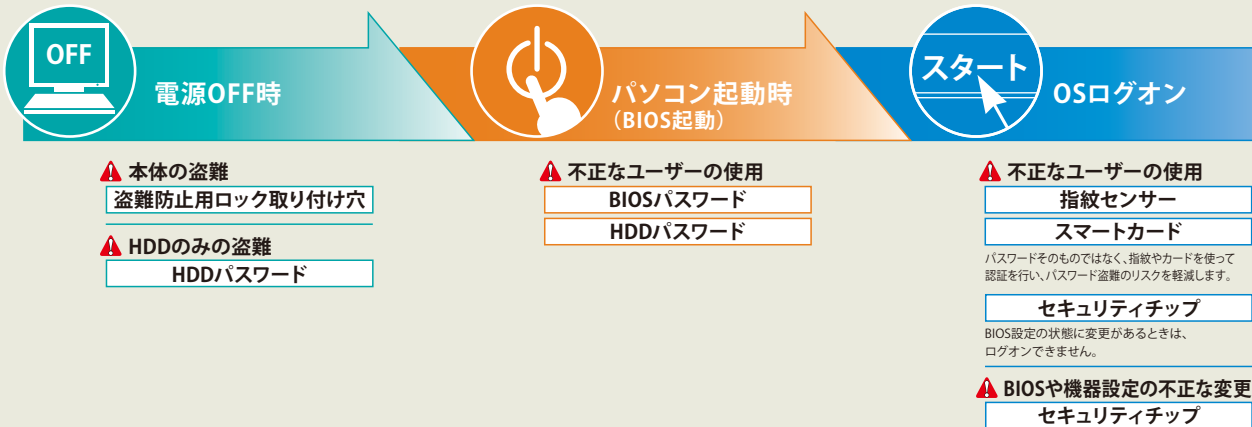 OFF
電源OFF時
本体の盗難
盗難防止用ロック取り付け穴
HDDのみの盗難
HDDパスワード
パソコン起動時
（BIOS起動）
不正なユーザーの使用
BIOSパスワード
HDDパスワード
スタート
OSログオン
不正なユーザーの使用
指紋センサー
スマートカード
パスワードそのものではなく、指紋やカードを使って
認証を行い、パスワード盗難のリスクを軽減します。
セキュリティチップ
BIOS設定の状態に変更があるときは、
ログオンできません。
BIOSや機器設定の不正な変更
セキュリティチップ